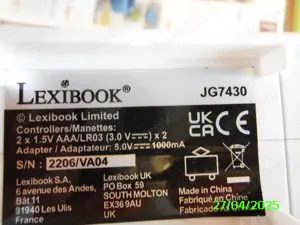 LEXIBOOK® JG7430
© Lexibook Limited
Controllers/Manettes:
2 x 1.5V AAA/LR03 (3.0V ⎓) x 2
Adapter / Adaptateur: 5.0V ⎓ 1000mA
S/N : 2206/VA04
UK CA CE
Lexibook S.A.
6 avenue des Andes,
Bât 11
91940 Les Ulis
France
Lexibook UK
PO Box 59
SOUTH MOLTON
EX36 9AU
UK
Made in China
Fabriqué en Chine
27/04/2025